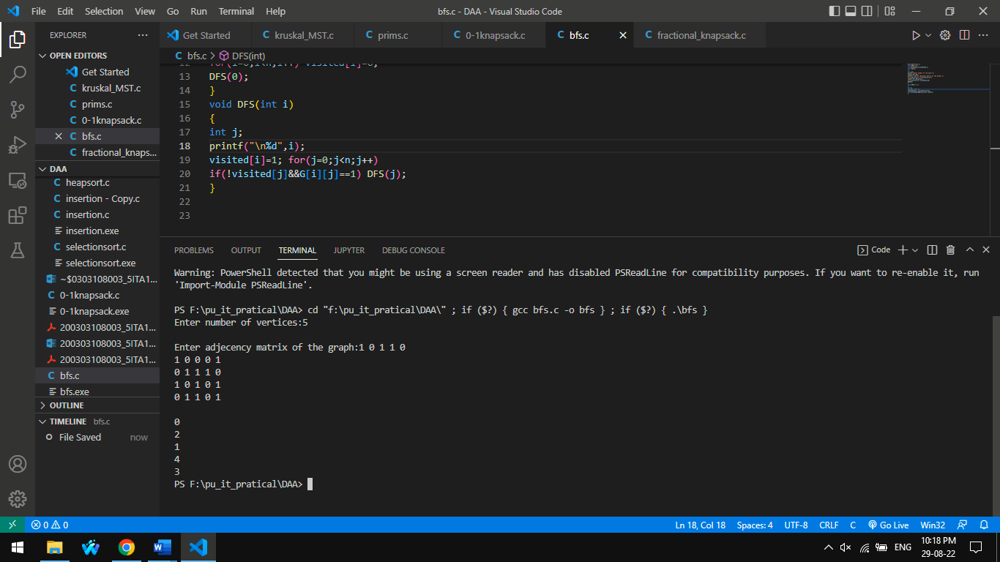 File Edit Selection View Go Run Terminal Help
bfs.c - DAA - Visual Studio Code
EXPLORER
OPEN EDITORS
Get Started
kruskal_MST.c
prims.c
0-1knapsack.c
bfs.c
fractional_knaps...
DAA
heapsort.c
insertion - Copy.c
insertion.c
insertion.exe
selectionsort.c
selectionsort.exe
~$0303108003_5ITA1...
0-1knapsack.c
0-1knapsack.exe
200303108003_5ITA1...
200303108003_5ITA1...
200303108003_5ITA1...
bfs.c
bfs.exe
OUTLINE
TIMELINE bfs.c
File Saved now
Get Started kruskal_MST.c prims.c 0-1knapsack.c bfs.c fractional_knapsack.c
bfs.c > DFS(int)
12 for(i=0;i<n;i++) visited[i]=0;
13 DFS(0);
14 }
15 void DFS(int i)
16 {
17 int j;
18 printf("\n%d",i);
19 visited[i]=1; for(j=0;j<n;j++)
20 if(!visited[j]&&G[i][j]==1) DFS(j);
21 }
22
23
PROBLEMS OUTPUT TERMINAL JUPYTER DEBUG CONSOLE
Code
Warning: PowerShell detected that you might be using a screen reader and has disabled PSReadLine for compatibility purposes. If you want to re-enable it, run
'Import-Module PSReadLine'.
PS F:\pu_it_pratical\DAA> cd "f:\pu_it_pratical\DAA\" ; if ($?) { gcc bfs.c -o bfs } ; if ($?) { .\bfs }
Enter number of vertices:5
Enter adjecency matrix of the graph:1 0 1 1 0
1 0 0 0 1
0 1 1 1 0
1 0 1 0 1
0 1 1 0 1
0
2
1
4
3
PS F:\pu_it_pratical\DAA>
0 0
Ln 18, Col 18 Spaces: 4 UTF-8 CRLF C Go Live Win32
ENG
10:18 PM
29-08-22